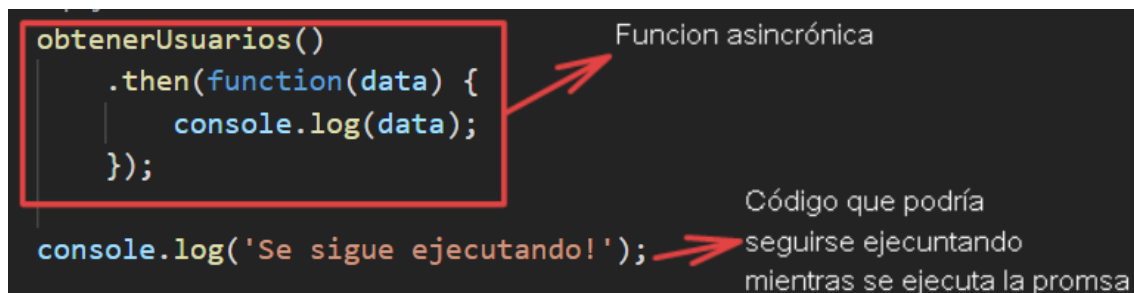 obtenerUsuarios()
Funcion asincrónica
.then(function(data) {
console.log(data);
});
console.log('Se sigue ejecutando!');
Código que podría
seguirse ejecuntando
mientras se ejecuta la promsa